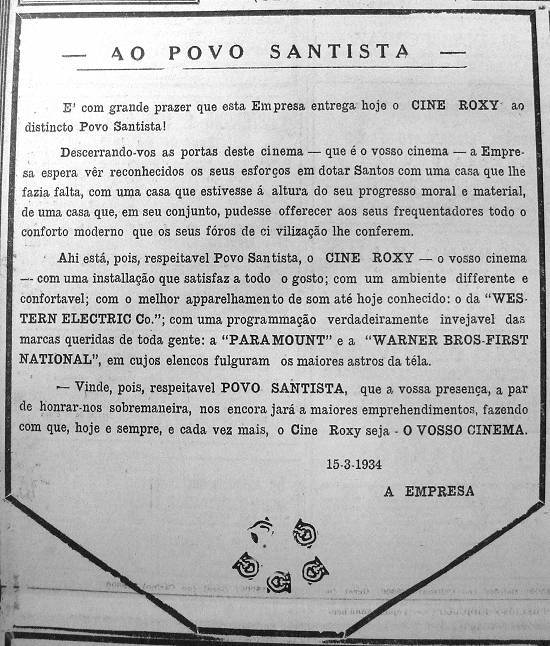 — AO POVO SANTISTA —
E' com grande prazer que esta Empresa entrega hoje o CINE ROXY ao
distincto Povo Santista!
Descerrando-vos as portas deste cinema — que é o vosso cinema — a Empre-
sa espera vêr reconhecidos os seus esforços em dotar Santos com uma casa que lhe
fazia falta, com uma casa que estivesse á altura do seu progresso moral e material,
de uma casa que, em seu conjunto, pudesse offerecer aos seus frequentadores todo o
conforto moderno que os seus fóros de ci vilização lhe conferem.
Ahi está, pois, respeitavel Povo Santista, o CINE ROXY — o vosso cinema
— com uma installação que satisfaz a todo o gosto; com um ambiente differente e
confortavel; com o melhor apparelhamento de som até hoje conhecido: o da "WES-
TERN ELECTRIC Co."; com uma programmação verdadeiramente invejavel das
marcas queridas de toda gente: a "PARAMOUNT" e a "WARNER BROS-FIRST
NATIONAL", em cujos elencos fulguram os maiores astros da téla.
— Vinde, pois, respeitavel POVO SANTISTA, que a vossa presença, a par
de honrar-nos sobremaneira, nos encora jará a maiores emprehendimentos, fazendo
com que, hoje e sempre, e cada vez mais, o Cine Roxy seja - O VOSSO CINEMA.
15-3-1934
A EMPRESA